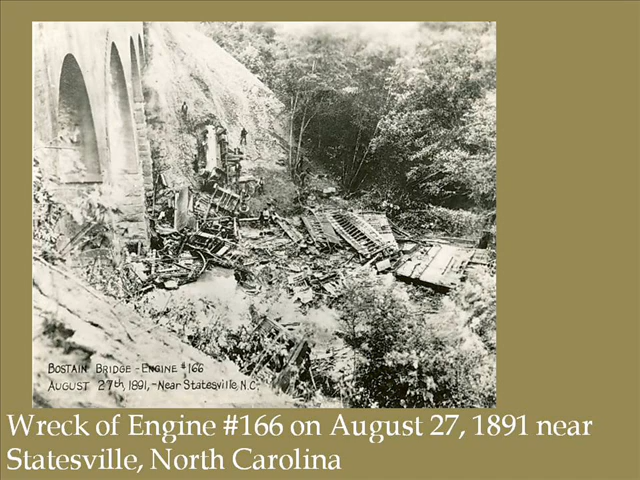 BOSTAIN BRIDGE - ENGINE #166
AUGUST 27th, 1891, - NEAR STATESVILLE, N.C. -
Wreck of Engine #166 on August 27, 1891 near
Statesville, North Carolina